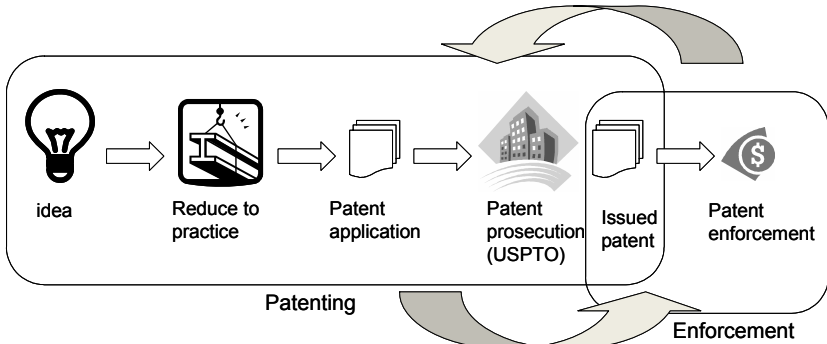 idea
Reduce to
practice
Patent
application
Patent
prosecution
(USPTO)
Issued
patent
$
Patent
enforcement
Patenting
Enforcement